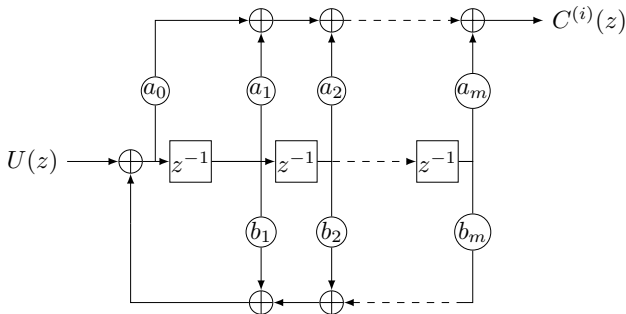 C^{(i)}(z)
a_0 a_1 a_2 a_m
U(z) z^{-1} z^{-1} z^{-1}
b_1 b_2 b_m